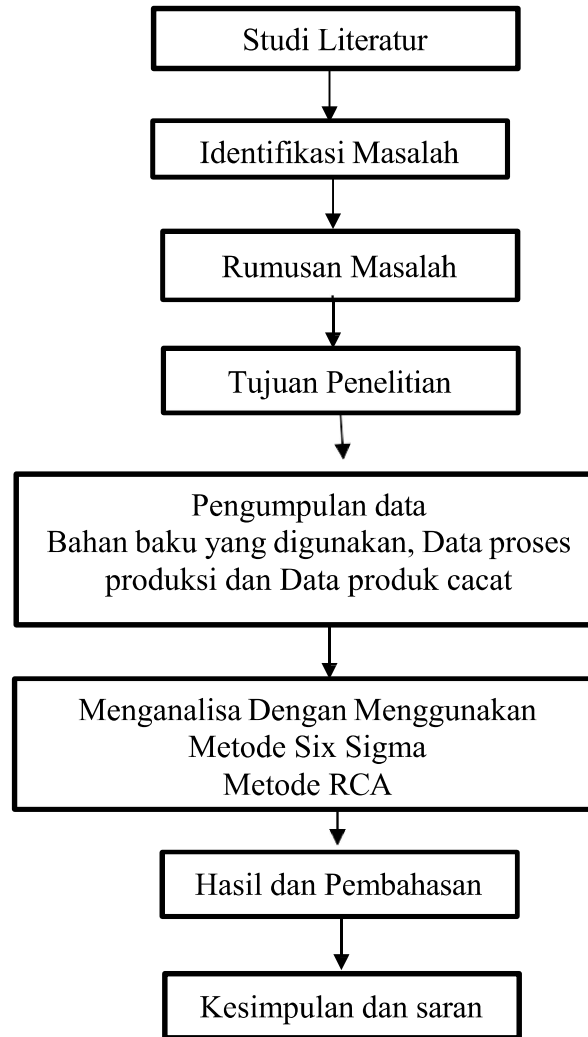 Studi Literatur
Identifikasi Masalah
Rumusan Masalah
Tujuan Penelitian
Pengumpulan data
Bahan baku yang digunakan, Data proses
produksi dan Data produk cacat
Menganalisa Dengan Menggunakan
Metode Six Sigma
Metode RCA
Hasil dan Pembahasan
Kesimpulan dan saran